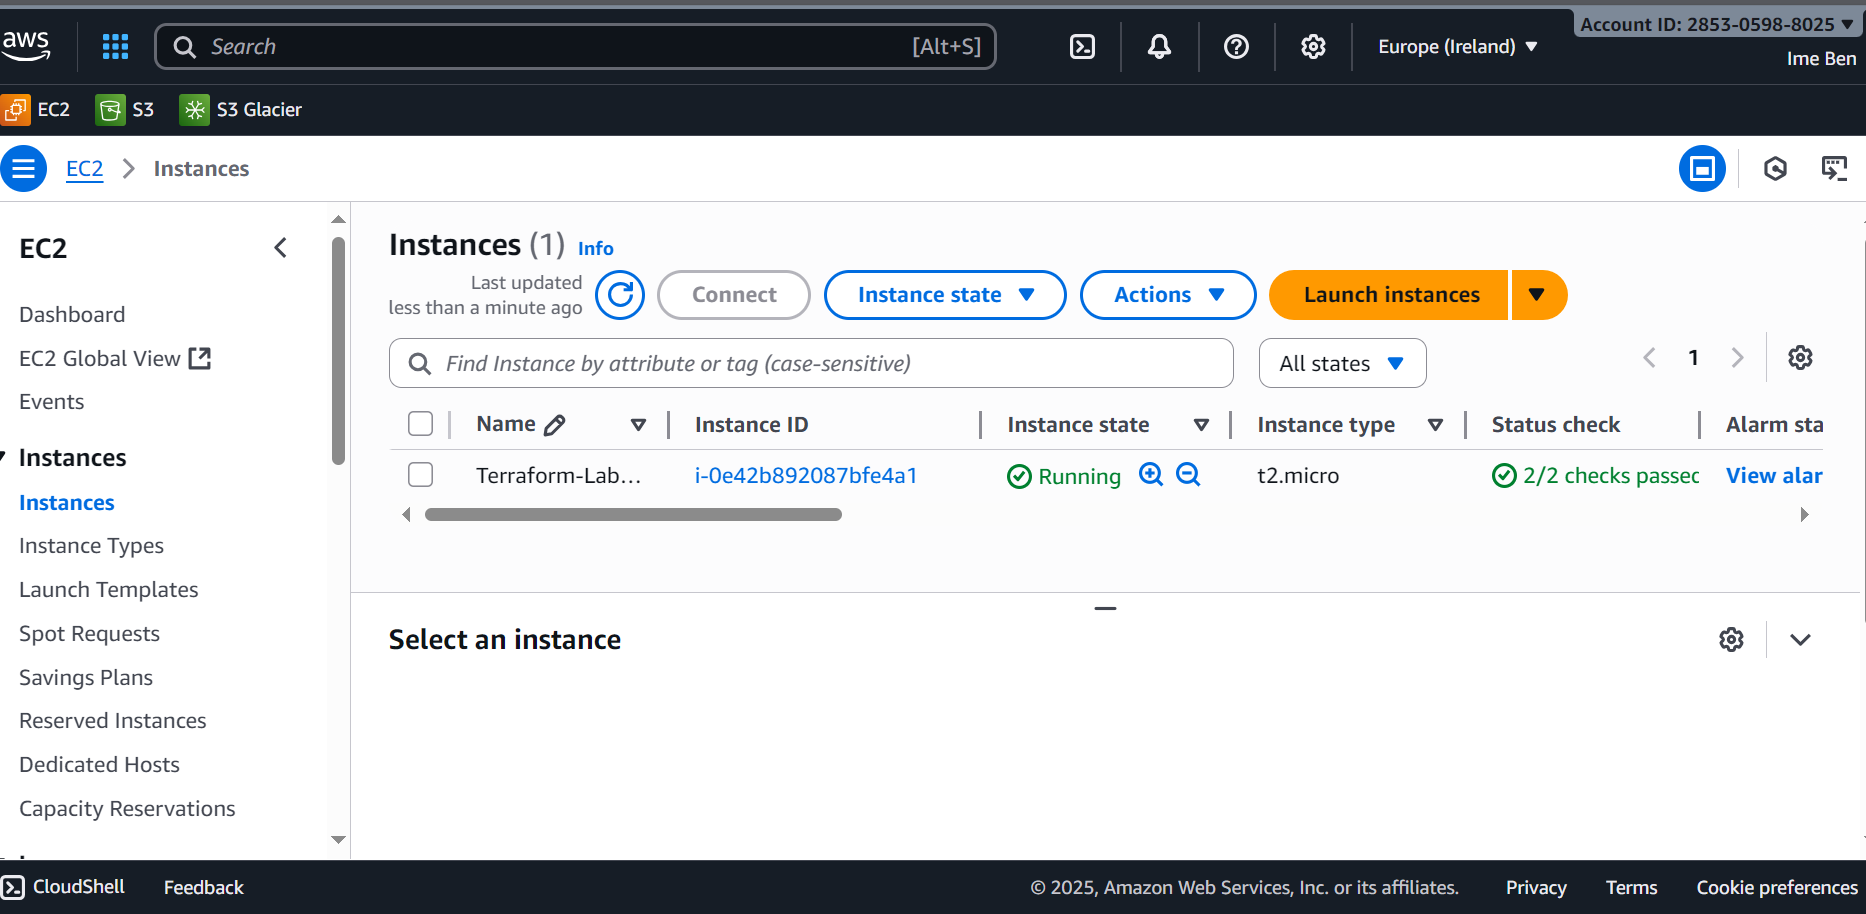 aws
Search [Alt+S]
Europe (Ireland)
Account ID: 2853-0598-8025
Ime Ben
EC2 S3 S3 Glacier
EC2 Instances
EC2
Dashboard
EC2 Global View
Events
Instances
Instances
Instance Types
Launch Templates
Spot Requests
Savings Plans
Reserved Instances
Dedicated Hosts
Capacity Reservations
Instances (1) Info
Last updated
less than a minute ago
Connect Instance state Actions Launch instances
Find Instance by attribute or tag (case-sensitive) All states 1
Name Instance ID Instance state Instance type Status check Alarm sta
Terraform-Lab... i-0e42b892087bfe4a1 Running t2.micro 2/2 checks passec View alar
Select an instance
CloudShell Feedback © 2025, Amazon Web Services, Inc. or its affiliates. Privacy Terms Cookie preferences